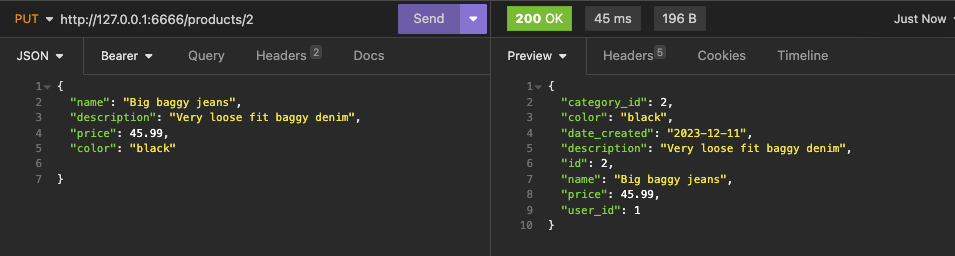 PUT http://127.0.0.1:6666/products/2 Send 200 OK 45 ms 196 B Just Now
JSON Bearer Query Headers 2 Docs Preview Headers 5 Cookies Timeline
1 {
2 "name": "Big baggy jeans",
3 "description": "Very loose fit baggy denim",
4 "price": 45.99,
5 "color": "black"
6
7 }
1 {
2 "category_id": 2,
3 "color": "black",
4 "date_created": "2023-12-11",
5 "description": "Very loose fit baggy denim",
6 "id": 2,
7 "name": "Big baggy jeans",
8 "price": 45.99,
9 "user_id": 1
10 }